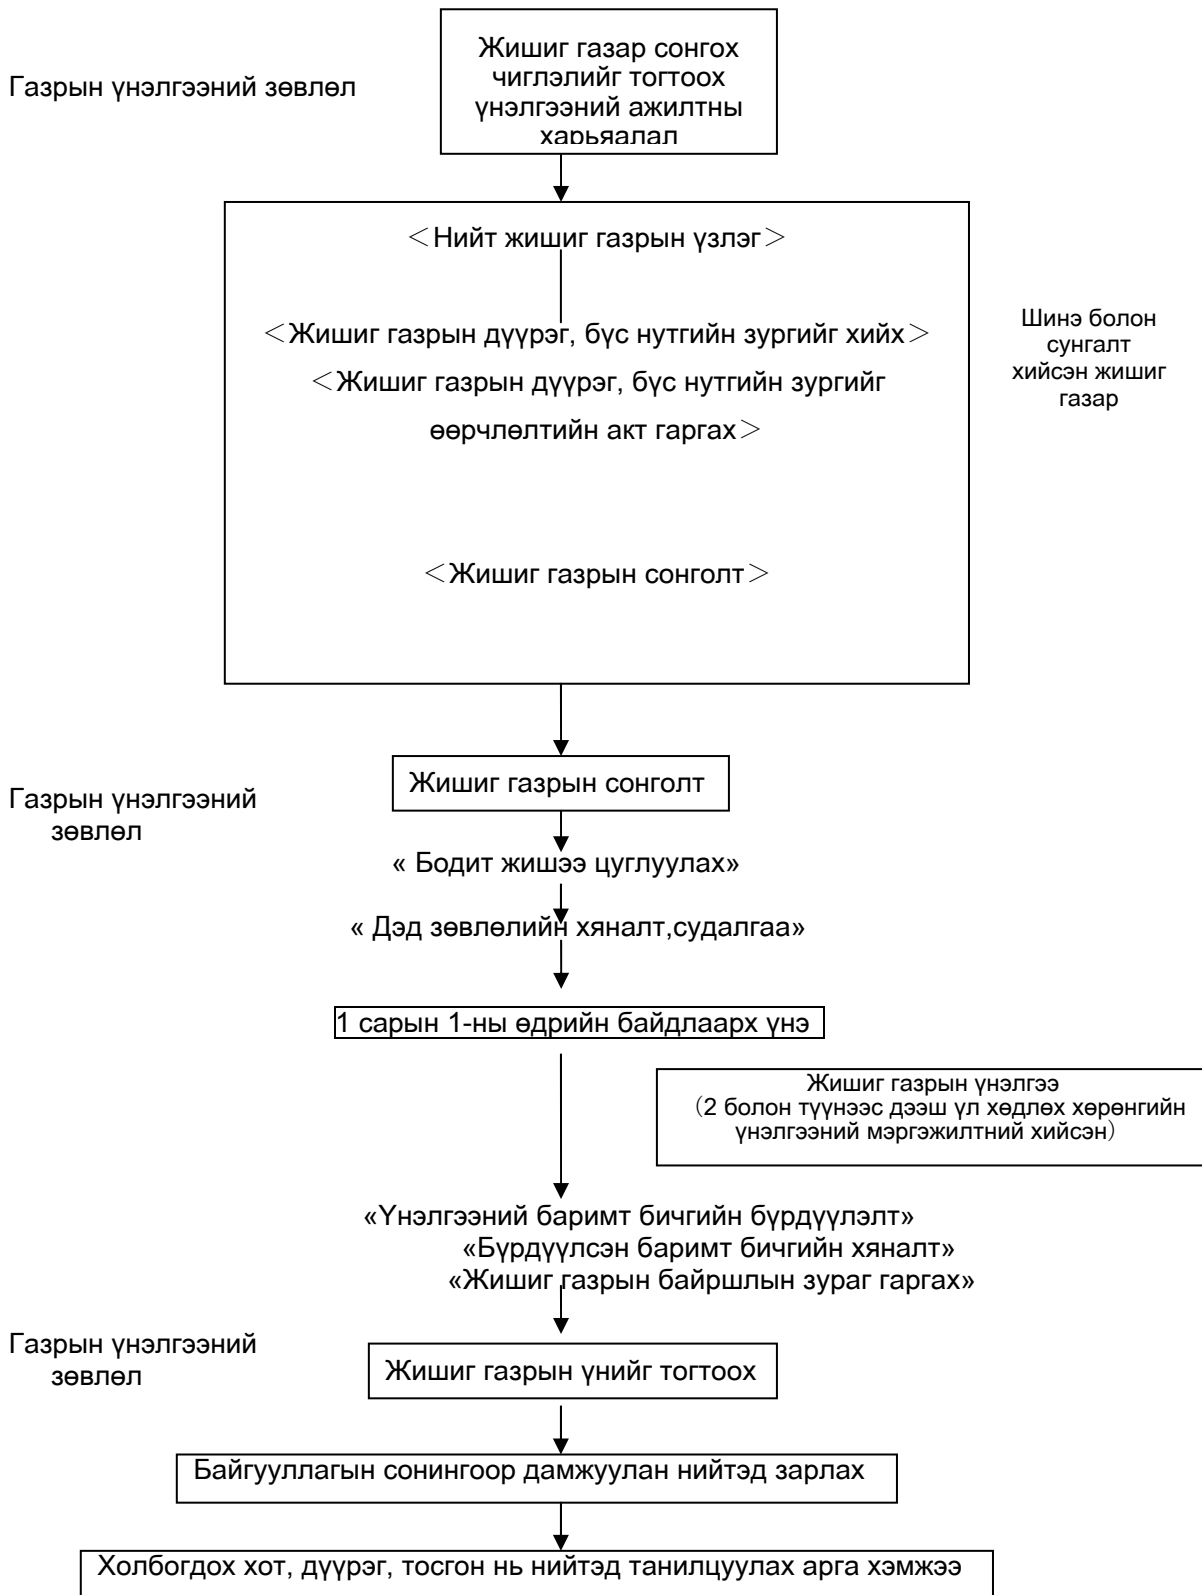 Газрын үнэлгээний зөвлөл
Жишиг газар сонгох
чиглэлийг тогтоох
үнэлгээний ажилтны
харьяалал
＜Нийт жишиг газрын үзлэг＞
＜Жишиг газрын дүүрэг, бүс нутгийн зургийг хийх＞
＜Жишиг газрын дүүрэг, бүс нутгийн зургийг
өөрчлөлтийн акт гаргах＞
＜Жишиг газрын сонголт＞
Шинэ болон
сунгалт
хийсэн жишиг
газар
Газрын үнэлгээний
зөвлөл
Жишиг газрын сонголт
« Бодит жишээ цуглуулах»
« Дэд зөвлөлийн хяналт,судалгаа»
1 сарын 1-ны өдрийн байдлаарх үнэ
Жишиг газрын үнэлгээ
（2 болон түүнээс дээш үл хөдлөх хөрөнгийн
үнэлгээний мэргэжилтний хийсэн）
«Үнэлгээний баримт бичгийн бүрдүүлэлт»
«Бүрдүүлсэн баримт бичгийн хяналт»
«Жишиг газрын байршлын зураг гаргах»
Газрын үнэлгээний
зөвлөл
Жишиг газрын үнийг тогтоох
Байгууллагын сонингоор дамжуулан нийтэд зарлах
Холбогдох хот, дүүрэг, тосгон нь нийтэд танилцуулах арга хэмжээ